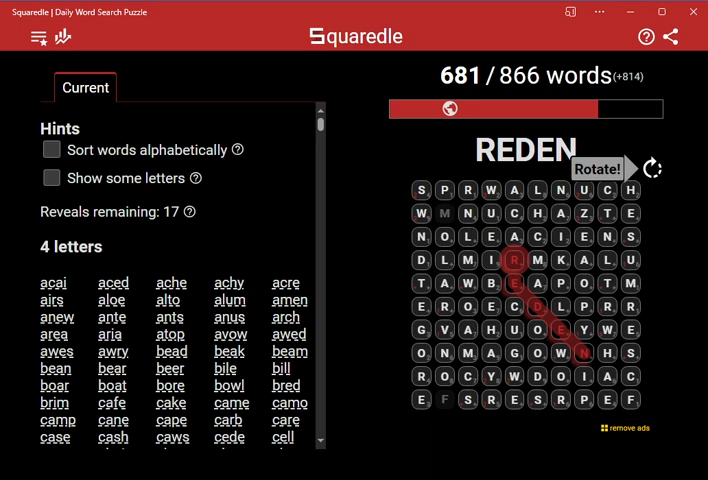 Squaredle | Daily Word Search Puzzle
Squaredle
681 / 866 words (+814)
Current
Hints
Sort words alphabetically
Show some letters
Reveals remaining: 17
4 letters
açai aced ache achy acre
airs aloe alto alum amen
anew ante ants anus arch
area aria atop avow awed
awes awry bead beak beam
bean bear beer bile bill
boar boat bore bowl bred
brim cafe cake came camo
camp cane cape carb care
case cash caws cede cell
REDEN
Rotate!
S P R W A L N U C H
W M N U C H A Z T E
N O L E A C I E N S
D L M I R M K A L U
T A W B E A P O T M
E R O E C D L P R R
G V A H U O E Y W E
O N M A G O W N H S
R O C Y W D O I A C
E F S R E S R P E F
remove ads